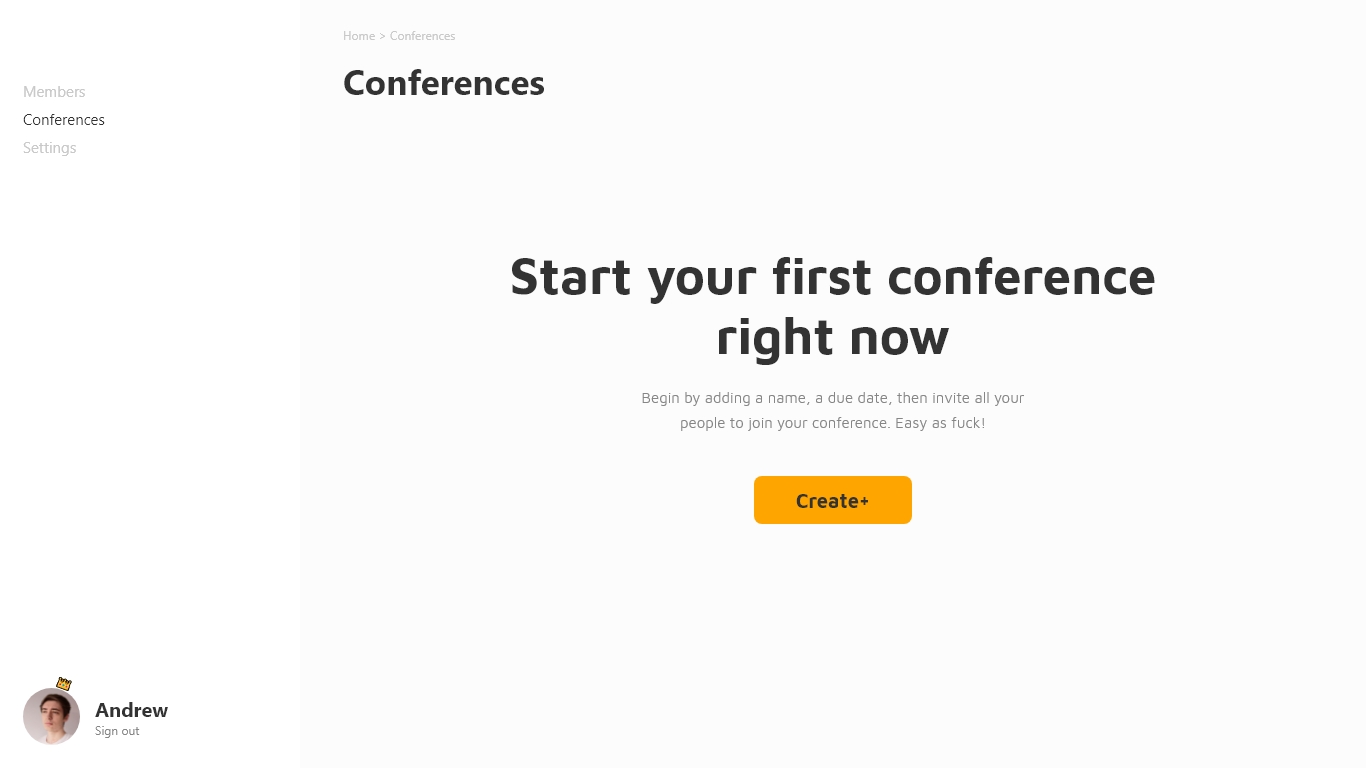 Home > Conferences
Conferences
Members
Conferences
Settings
Start your first conference
right now
Begin by adding a name, a due date, then invite all your
people to join your conference. Easy as fuck!
Create+
Andrew
Sign out